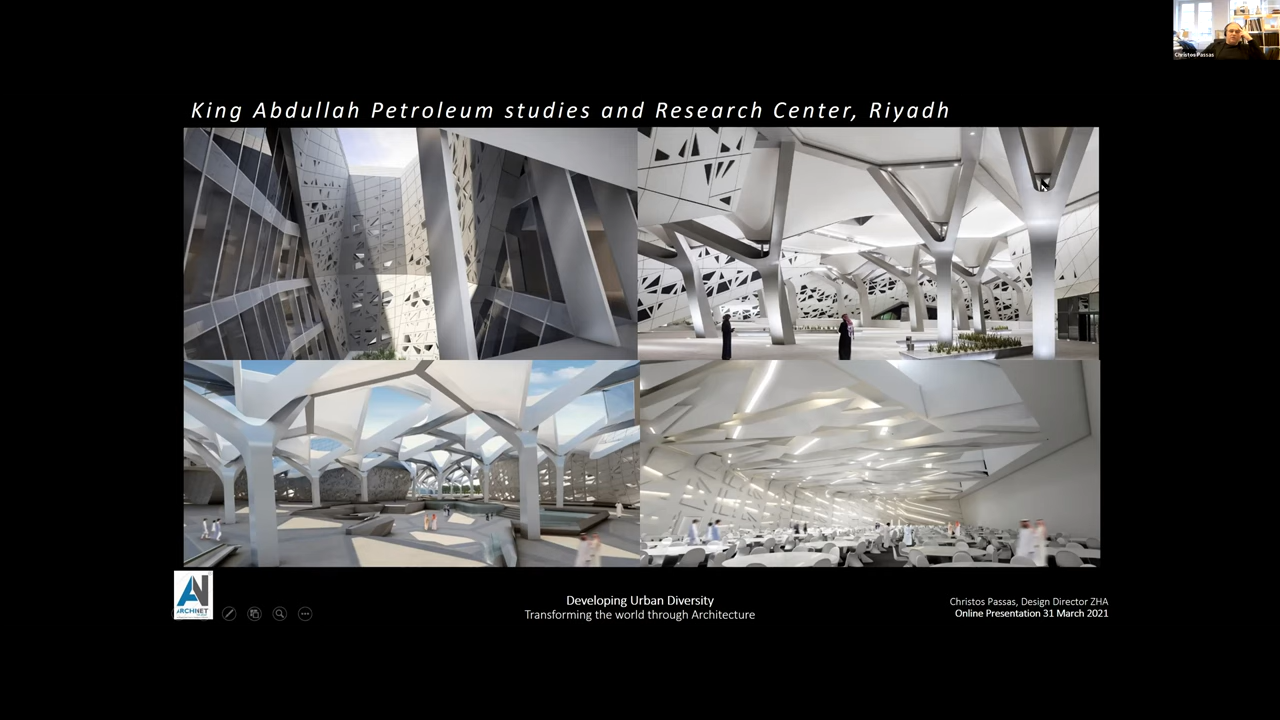 Christos Passas
King Abdullah Petroleum studies and Research Center, Riyadh
AN
ARCHNET
Developing Urban Diversity
Transforming the world through Architecture
Christos Passas, Design Director ZHA
Online Presentation 31 March 2021